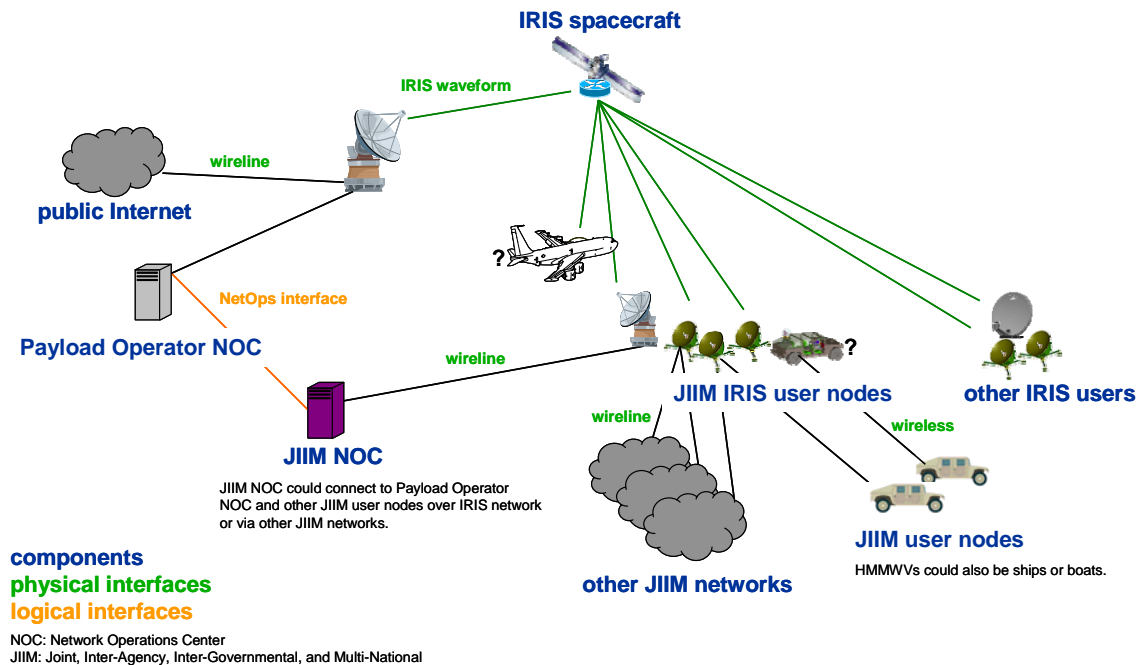 IRIS spacecraft
IRIS waveform
wireline
public Internet
?
NetOps interface
Payload Operator NOC
wireline
?
JIIM IRIS user nodes
other IRIS users
wireline
wireless
JIIM NOC
JIIM NOC could connect to Payload Operator
NOC and other JIIM user nodes over IRIS network
or via other JIIM networks.
JIIM user nodes
HMMWVs could also be ships or boats.
other JIIM networks
components
physical interfaces
logical interfaces
NOC: Network Operations Center
JIIM: Joint, Inter-Agency, Inter-Governmental, and Multi-National